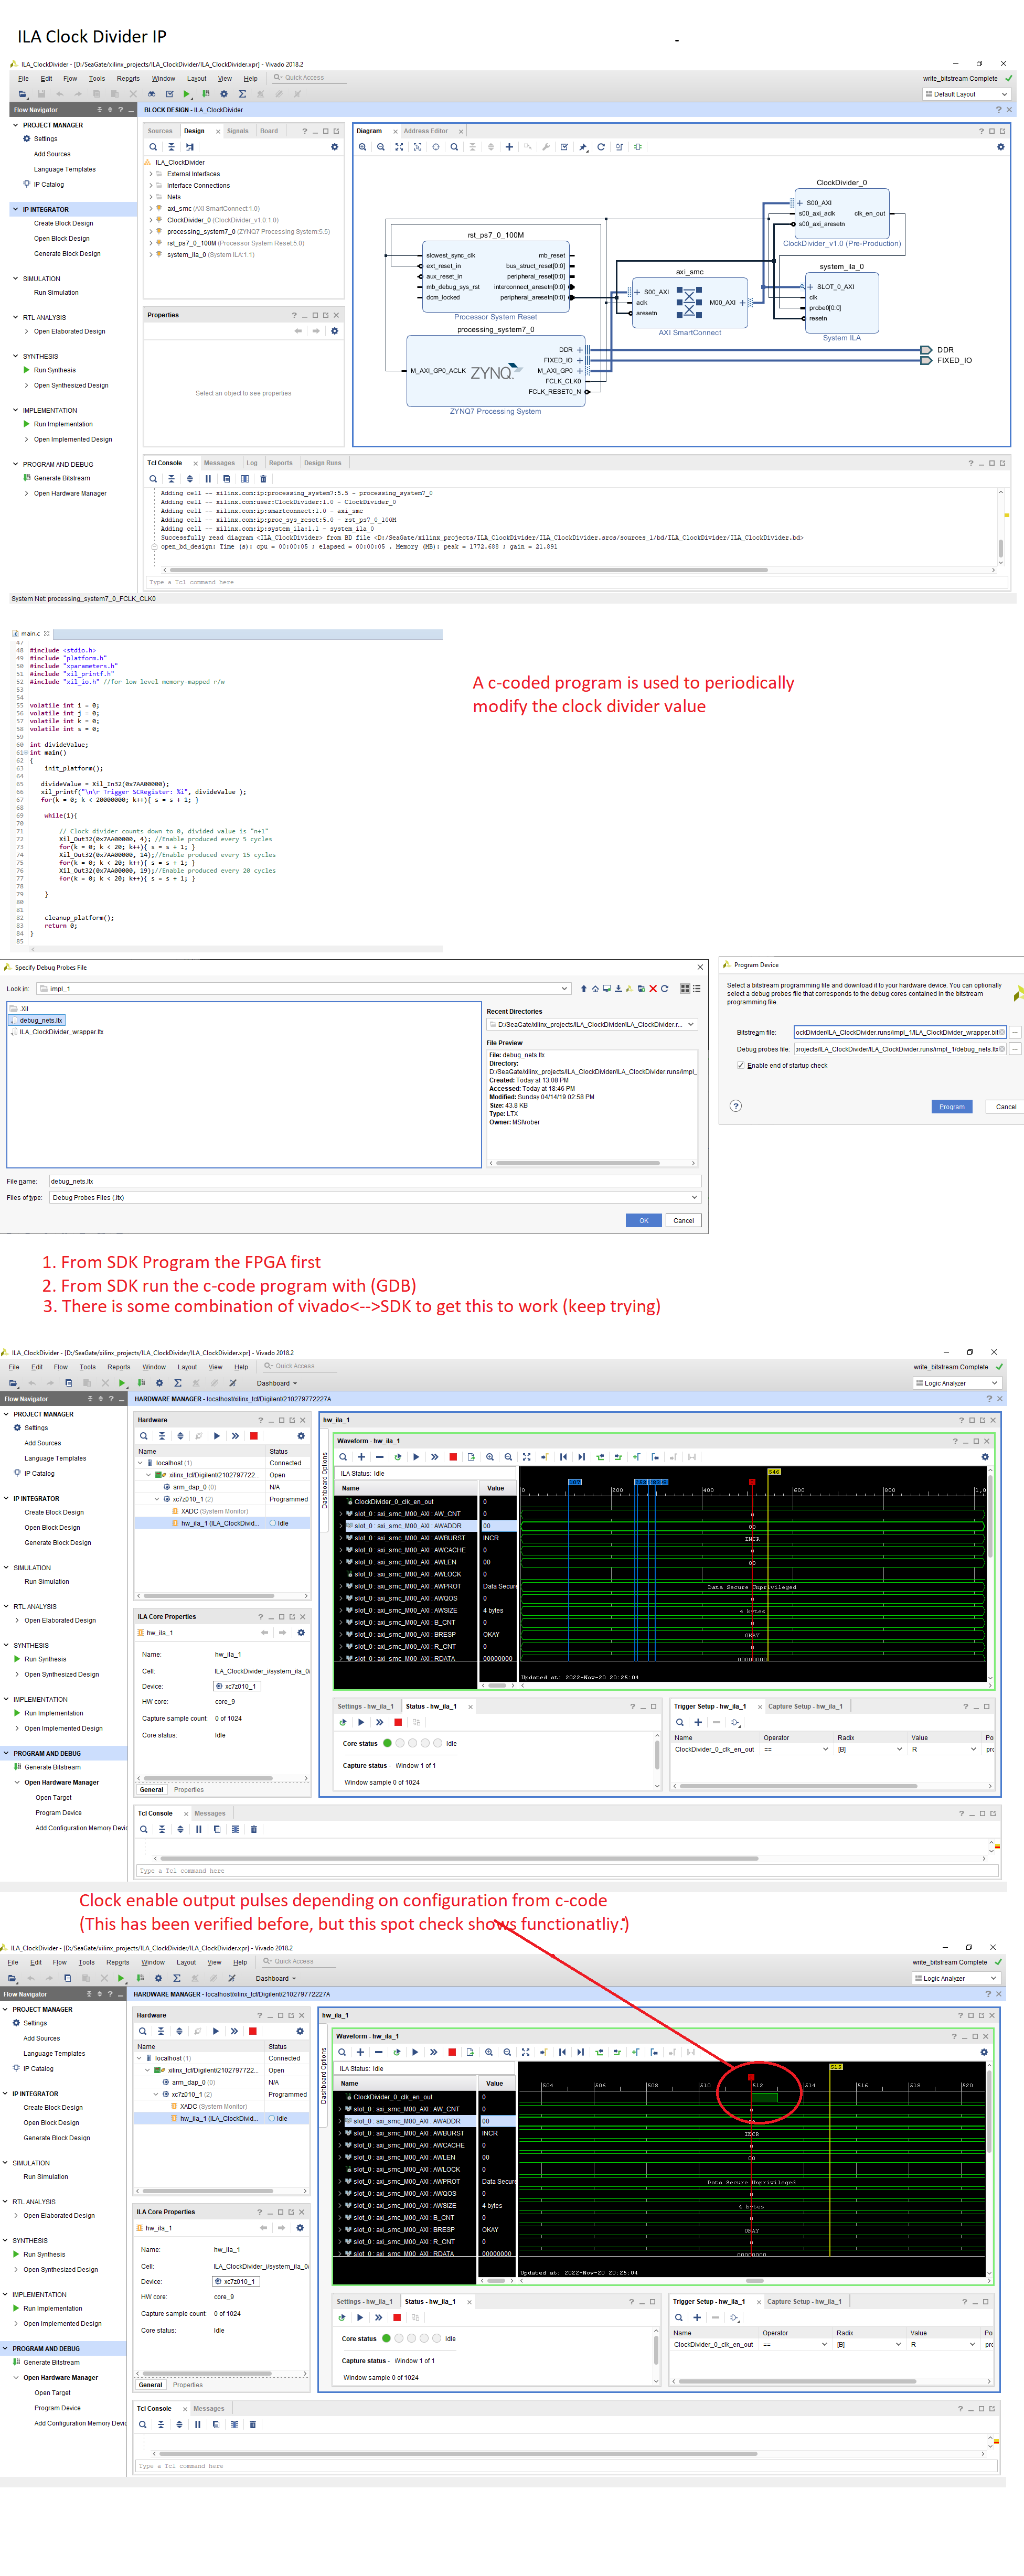 ILA Clock Divider IP
-
ILA_ClockDivider - [D:/SeaGate/xilinx_projects/ILA_ClockDivider/ILA_ClockDivider.xpr] - Vivado 2018.2
File Edit Flow Tools Reports Window Layout View Help Quick Access
write_bitstream Complete
Default Layout
Flow Navigator
BLOCK DESIGN - ILA_ClockDivider
PROJECT MANAGER
Settings
Add Sources
Language Templates
IP Catalog
IP INTEGRATOR
Create Block Design
Open Block Design
Generate Block Design
SIMULATION
Run Simulation
RTL ANALYSIS
Open Elaborated Design
SYNTHESIS
Run Synthesis
Open Synthesized Design
IMPLEMENTATION
Run Implementation
Open Implemented Design
PROGRAM AND DEBUG
Generate Bitstream
Open Hardware Manager
Sources Design Signals Board
ILA_ClockDivider
External Interfaces
Interface Connections
Nets
axi_smc (AXI SmartConnect:1.0)
ClockDivider_0 (ClockDivider_v1.0:1.0)
processing_system7_0 (ZYNQ7 Processing System:5.5)
rst_ps7_0_100M (Processor System Reset:5.0)
system_ila_0 (System ILA:1.1)
Properties
Select an object to see properties
Diagram Address Editor
ClockDivider_0
S00_AXI
s00_axi_aclk clk_en_out
s00_axi_aresetn
ClockDivider_v1.0 (Pre-Production)
rst_ps7_0_100M
slowest_sync_clk mb_reset
ext_reset_in bus_struct_reset[0:0]
aux_reset_in peripheral_reset[0:0]
mb_debug_sys_rst interconnect_aresetn[0:0]
dcm_locked peripheral_aresetn[0:0]
Processor System Reset
axi_smc
S00_AXI
aclk M00_AXI
aresetn
AXI SmartConnect
system_ila_0
SLOT_0_AXI
clk
probe0[0:0]
resetn
System ILA
processing_system7_0
DDR
FIXED_IO
M_AXI_GP0_ACLK ZYNQ M_AXI_GP0
FCLK_CLK0
FCLK_RESET0_N
ZYNQ7 Processing System
DDR
FIXED_IO
Tcl Console Messages Log Reports Design Runs
Adding cell -- xilinx.com:ip:processing_system7:5.5 - processing_system7_0
Adding cell -- xilinx.com:user:ClockDivider:1.0 - ClockDivider_0
Adding cell -- xilinx.com:ip:smartconnect:1.0 - axi_smc
Adding cell -- xilinx.com:ip:proc_sys_reset:5.0 - rst_ps7_0_100M
Adding cell -- xilinx.com:ip:system_ila:1.1 - system_ila_0
Successfully read diagram <ILA_ClockDivider> from BD file <D:/SeaGate/xilinx_projects/ILA_ClockDivider/ILA_ClockDivider.srcs/sources_1/bd/ILA_ClockDivider/ILA_ClockDivider.bd>
open_bd_design: Time (s): cpu = 00:00:05 ; elapsed = 00:00:05 . Memory (MB): peak = 1772.688 ; gain = 21.891
Type a Tcl command here
System Net: processing_system7_0_FCLK_CLK0
main.c
47
48 #include <stdio.h>
49 #include "platform.h"
50 #include "xparameters.h"
51 #include "xil_printf.h"
52 #include "xil_io.h" //for low level memory-mapped r/w
53
54
55 volatile int i = 0;
56 volatile int j = 0;
57 volatile int k = 0;
58 volatile int s = 0;
59
60 int divideValue;
61 int main()
62 {
63 init_platform();
64
65 divideValue = Xil_In32(0x7AA00000);
66 xil_printf("\n\r Trigger SCRegister: %i", divideValue );
67 for(k = 0; k < 20000000; k++){ s = s + 1; }
68
69 while(1){
70
71 // Clock divider counts down to 0, divided value is "n+1"
72 Xil_Out32(0x7AA00000, 4); //Enable produced every 5 cycles
73 for(k = 0; k < 20; k++){ s = s + 1; }
74 Xil_Out32(0x7AA00000, 14);//Enable produced every 15 cycles
75 for(k = 0; k < 20; k++){ s = s + 1; }
76 Xil_Out32(0x7AA00000, 19);//Enable produced every 20 cycles
77 for(k = 0; k < 20; k++){ s = s + 1; }
78
79 }
80
81
82 cleanup_platform();
83 return 0;
84 }
85
A c-coded program is used to periodically
modify the clock divider value
Specify Debug Probes File
Look in: impl_1
.Xil
debug_nets.ltx
ILA_ClockDivider_wrapper.ltx
Recent Directories
D:/SeaGate/xilinx_projects/ILA_ClockDivider/ILA_ClockDivider.r...
File Preview
File: debug_nets.ltx
Directory:
D:/SeaGate/xilinx_projects/ILA_ClockDivider/ILA_ClockDivider.runs/impl_
Created: Today at 13:08 PM
Accessed: Today at 18:46 PM
Modified: Sunday 04/14/19 02:58 PM
Size: 43.8 KB
Type: LTX
Owner: MShrober
File name: debug_nets.ltx
Files of type: Debug Probes Files (.ltx)
OK Cancel
Program Device
Select a bitstream programming file and download it to your hardware device. You can optionally
select a debug probes file that corresponds to the debug cores contained in the bitstream
programming file.
Bitstream file: ockDivider/ILA_ClockDivider.runs/impl_1/ILA_ClockDivider_wrapper.bit
Debug probes file: projects/ILA_ClockDivider/ILA_ClockDivider.runs/impl_1/debug_nets.ltx
Enable end of startup check
? Program Cancel
1. From SDK Program the FPGA first
2. From SDK run the c-code program with (GDB)
3. There is some combination of vivado<-->SDK to get this to work (keep trying)
ILA_ClockDivider - [D:/SeaGate/xilinx_projects/ILA_ClockDivider/ILA_ClockDivider.xpr] - Vivado 2018.2
File Edit Flow Tools Reports Window Layout View Help Quick Access
write_bitstream Complete
Dashboard
Logic Analyzer
Flow Navigator
HARDWARE MANAGER - localhost/xilinx_tcf/Digilent/210279772227A
PROJECT MANAGER
Settings
Add Sources
Language Templates
IP Catalog
IP INTEGRATOR
Create Block Design
Open Block Design
Generate Block Design
SIMULATION
Run Simulation
RTL ANALYSIS
Open Elaborated Design
SYNTHESIS
Run Synthesis
Open Synthesized Design
IMPLEMENTATION
Run Implementation
Open Implemented Design
PROGRAM AND DEBUG
Generate Bitstream
Open Hardware Manager
Open Target
Program Device
Add Configuration Memory Devic
Hardware
Name Status
localhost (1) Connected
xilinx_tcf/Digilent/2102797722... Open
arm_dap_0 (0) N/A
xc7z010_1 (2) Programmed
XADC (System Monitor)
hw_ila_1 (ILA_ClockDivid... Idle
ILA Core Properties
hw_ila_1
Name: hw_ila_1
Cell: ILA_ClockDivider_i/system_ila_0/
Device: xc7z010_1
HW core: core_9
Capture sample count: 0 of 1024
Core status: Idle
General Properties
hw_ila_1
Dashboard Options
Waveform - hw_ila_1
ILA Status: Idle
Name Value
ClockDivider_0_clk_en_out 0
slot_0 : axi_smc_M00_AXI : AW_CNT 0
slot_0 : axi_smc_M00_AXI : AWADDR 00
slot_0 : axi_smc_M00_AXI : AWBURST INCR
slot_0 : axi_smc_M00_AXI : AWCACHE 0
slot_0 : axi_smc_M00_AXI : AWLEN 00
slot_0 : axi_smc_M00_AXI : AWLOCK 0
slot_0 : axi_smc_M00_AXI : AWPROT Data Secure
slot_0 : axi_smc_M00_AXI : AWQOS 0
slot_0 : axi_smc_M00_AXI : AWSIZE 4 bytes
slot_0 : axi_smc_M00_AXI : B_CNT 0
slot_0 : axi_smc_M00_AXI : BRESP OKAY
slot_0 : axi_smc_M00_AXI : R_CNT 0
slot_0 : axi_smc_M00_AXI : RDATA 00000000
546
0 200 400 600 800 1,0
0
00
INCR
0
00
Data Secure Unprivileged
0
4 bytes
0
OKAY
0
00000000
Updated at: 2022-Nov-20 20:25:04
Settings - hw_ila_1 Status - hw_ila_1
Core status Idle
Capture status - Window 1 of 1
Window sample 0 of 1024
Trigger Setup - hw_ila_1 Capture Setup - hw_ila_1
Name Operator Radix Value Po
ClockDivider_0_clk_en_out == [B] R pro
Tcl Console Messages
Type a Tcl command here
Clock enable output pulses depending on configuration from c-code
(This has been verified before, but this spot check shows functionatliy.)
ILA_ClockDivider - [D:/SeaGate/xilinx_projects/ILA_ClockDivider/ILA_ClockDivider.xpr] - Vivado 2018.2
File Edit Flow Tools Reports Window Layout View Help Quick Access
write_bitstream Complete
Dashboard
Logic Analyzer
Flow Navigator
HARDWARE MANAGER - localhost/xilinx_tcf/Digilent/210279772227A
PROJECT MANAGER
Settings
Add Sources
Language Templates
IP Catalog
IP INTEGRATOR
Create Block Design
Open Block Design
Generate Block Design
SIMULATION
Run Simulation
RTL ANALYSIS
Open Elaborated Design
SYNTHESIS
Run Synthesis
Open Synthesized Design
IMPLEMENTATION
Run Implementation
Open Implemented Design
PROGRAM AND DEBUG
Generate Bitstream
Open Hardware Manager
Open Target
Program Device
Add Configuration Memory Devic
Hardware
Name Status
localhost (1) Connected
xilinx_tcf/Digilent/2102797722... Open
arm_dap_0 (0) N/A
xc7z010_1 (2) Programmed
XADC (System Monitor)
hw_ila_1 (ILA_ClockDivid... Idle
ILA Core Properties
hw_ila_1
Name: hw_ila_1
Cell: ILA_ClockDivider_i/system_ila_0/
Device: xc7z010_1
HW core: core_9
Capture sample count: 0 of 1024
Core status: Idle
General Properties
hw_ila_1
Dashboard Options
Waveform - hw_ila_1
ILA Status: Idle
Name Value
ClockDivider_0_clk_en_out 0
slot_0 : axi_smc_M00_AXI : AW_CNT 0
slot_0 : axi_smc_M00_AXI : AWADDR 00
slot_0 : axi_smc_M00_AXI : AWBURST INCR
slot_0 : axi_smc_M00_AXI : AWCACHE 0
slot_0 : axi_smc_M00_AXI : AWLEN 00
slot_0 : axi_smc_M00_AXI : AWLOCK 0
slot_0 : axi_smc_M00_AXI : AWPROT Data Secure
slot_0 : axi_smc_M00_AXI : AWQOS 0
slot_0 : axi_smc_M00_AXI : AWSIZE 4 bytes
slot_0 : axi_smc_M00_AXI : B_CNT 0
slot_0 : axi_smc_M00_AXI : BRESP OKAY
slot_0 : axi_smc_M00_AXI : R_CNT 0
slot_0 : axi_smc_M00_AXI : RDATA 00000000
515
504 506 508 510 512 514 516 518 520
0
00
INCR
0
00
Data Secure Unprivileged
0
4 bytes
0
OKAY
0
00000000
Updated at: 2022-Nov-20 20:25:04
Settings - hw_ila_1 Status - hw_ila_1
Core status Idle
Capture status - Window 1 of 1
Window sample 0 of 1024
Trigger Setup - hw_ila_1 Capture Setup - hw_ila_1
Name Operator Radix Value Po
ClockDivider_0_clk_en_out == [B] R pro
Tcl Console Messages
Type a Tcl command here